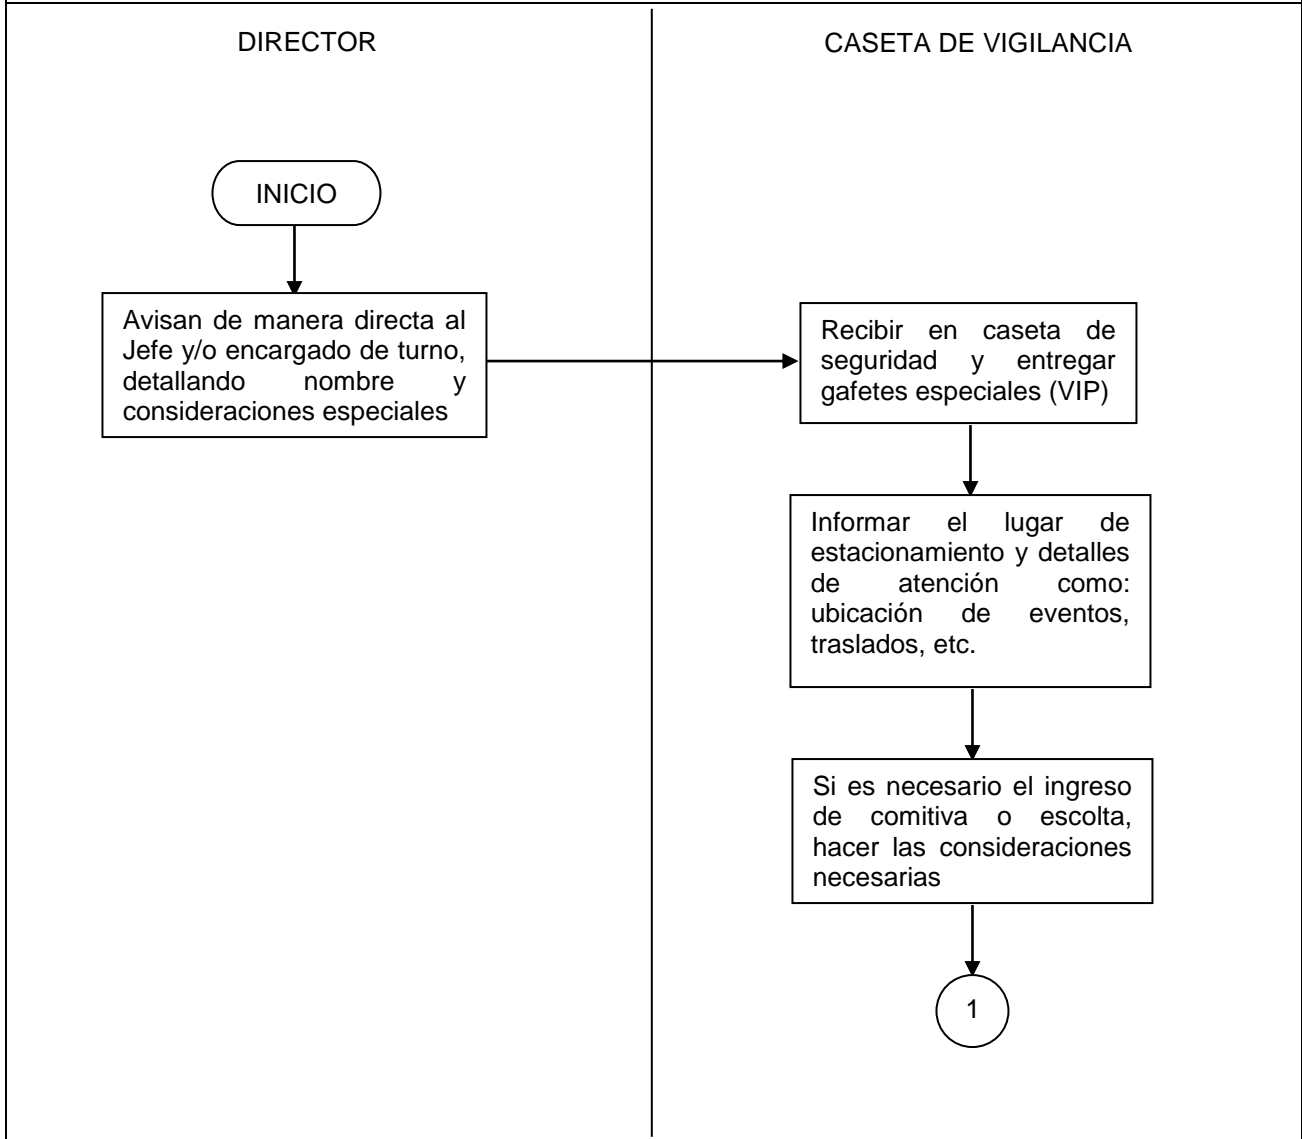 DIRECTOR
CASETA DE VIGILANCIA
INICIO
Avisan de manera directa al
Jefe y/o encargado de turno,
detallando nombre y
consideraciones especiales
Recibir en caseta de
seguridad y entregar
gafetes especiales (VIP)
Informar el lugar de
estacionamiento y detalles
de atención como:
ubicación de eventos,
traslados, etc.
Si es necesario el ingreso
de comitiva o escolta,
hacer las consideraciones
necesarias
1